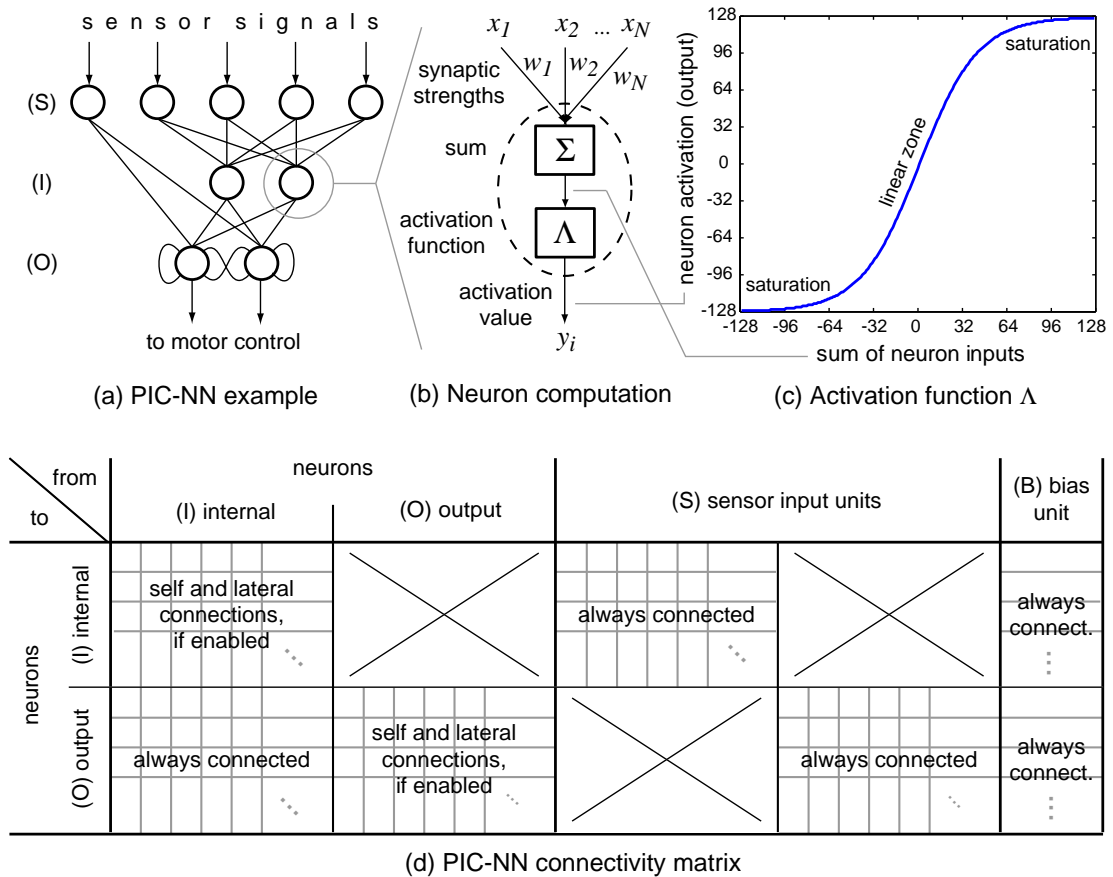 sensor signals
(S)
(I)
(O)
to motor control
(a) PIC-NN example
x1 x2 ... xN
w1 w2 wN
synaptic
strengths
sum
Σ
activation
function
Λ
activation
value
yi
(b) Neuron computation
neuron activation (output)
128
96
64
32
0
-32
-64
-96
-128
saturation
linear zone
saturation
-128 -96 -64 -32 0 32 64 96 128
sum of neuron inputs
(c) Activation function Λ
from
to
neurons
(I) internal
(O) output
(S) sensor input units
(B) bias
unit
neurons
(I) internal
self and lateral
connections,
if enabled
always connected
always
connect.
(O) output
always connected
self and lateral
connections,
if enabled
always connected
always
connect.
(d) PIC-NN connectivity matrix